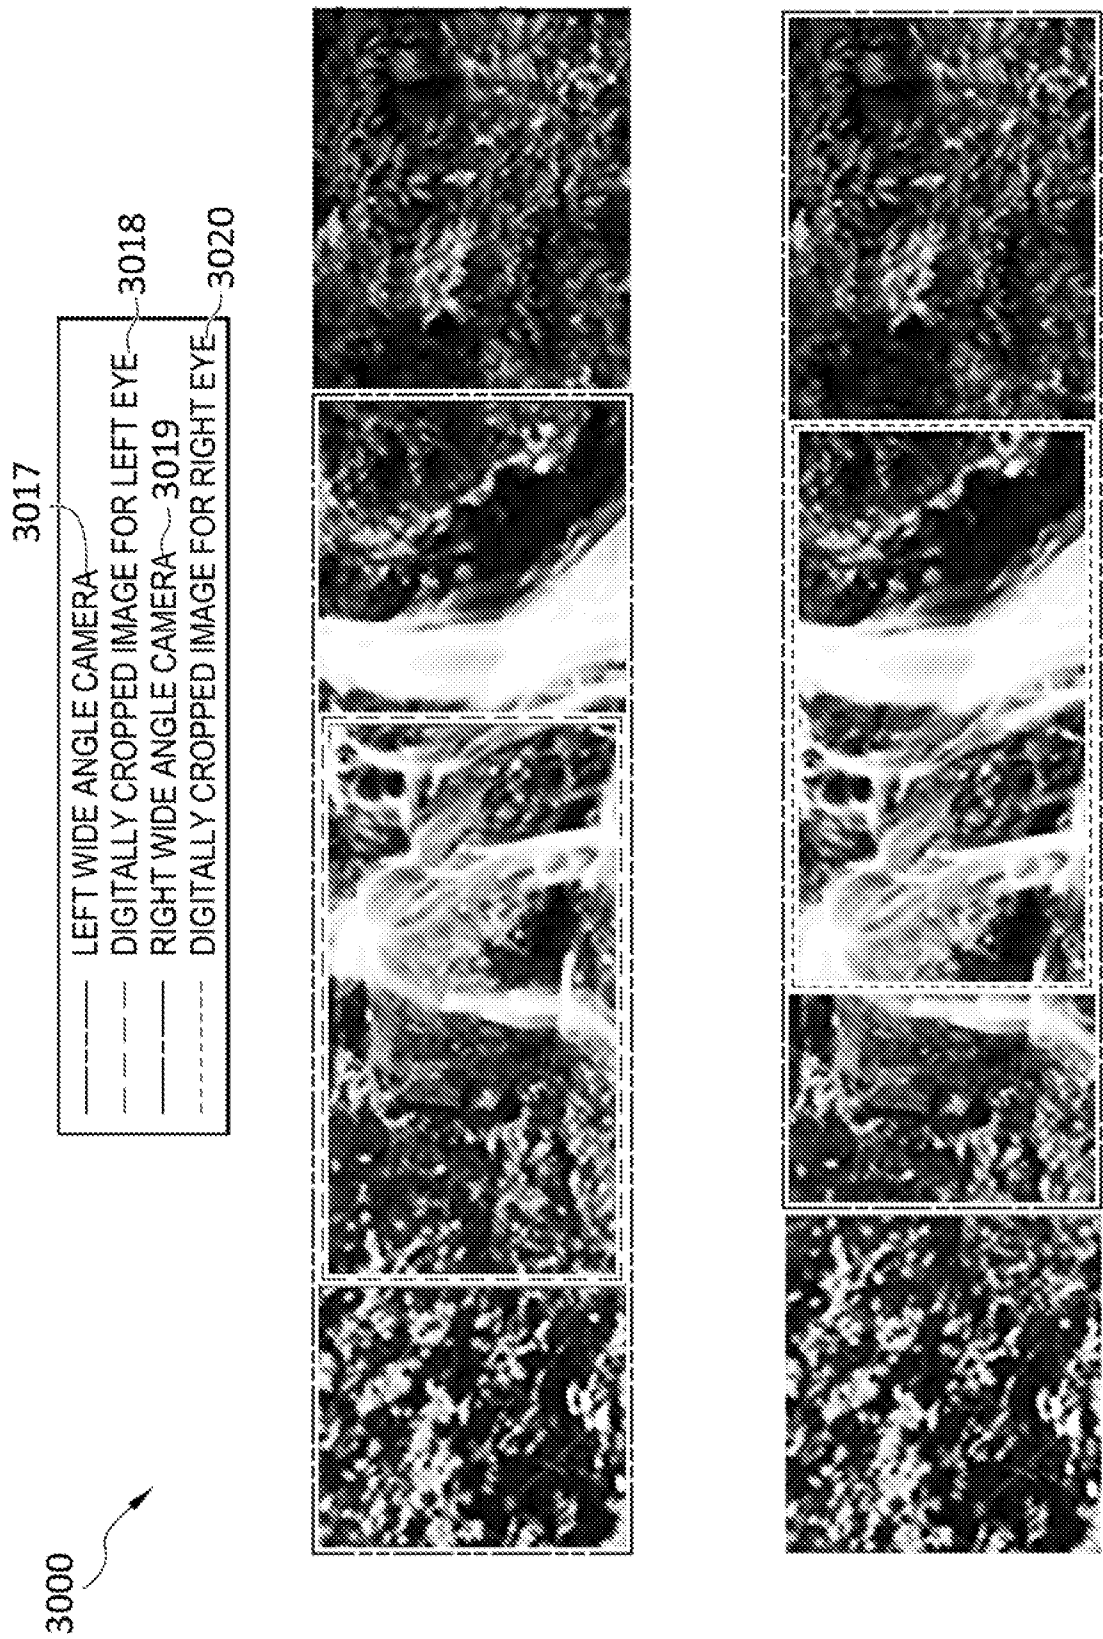 3000
3017
LEFT WIDE ANGLE CAMERA
DIGITALLY CROPPED IMAGE FOR LEFT EYE 3018
RIGHT WIDE ANGLE CAMERA 3019
DIGITALLY CROPPED IMAGE FOR RIGHT EYE 3020